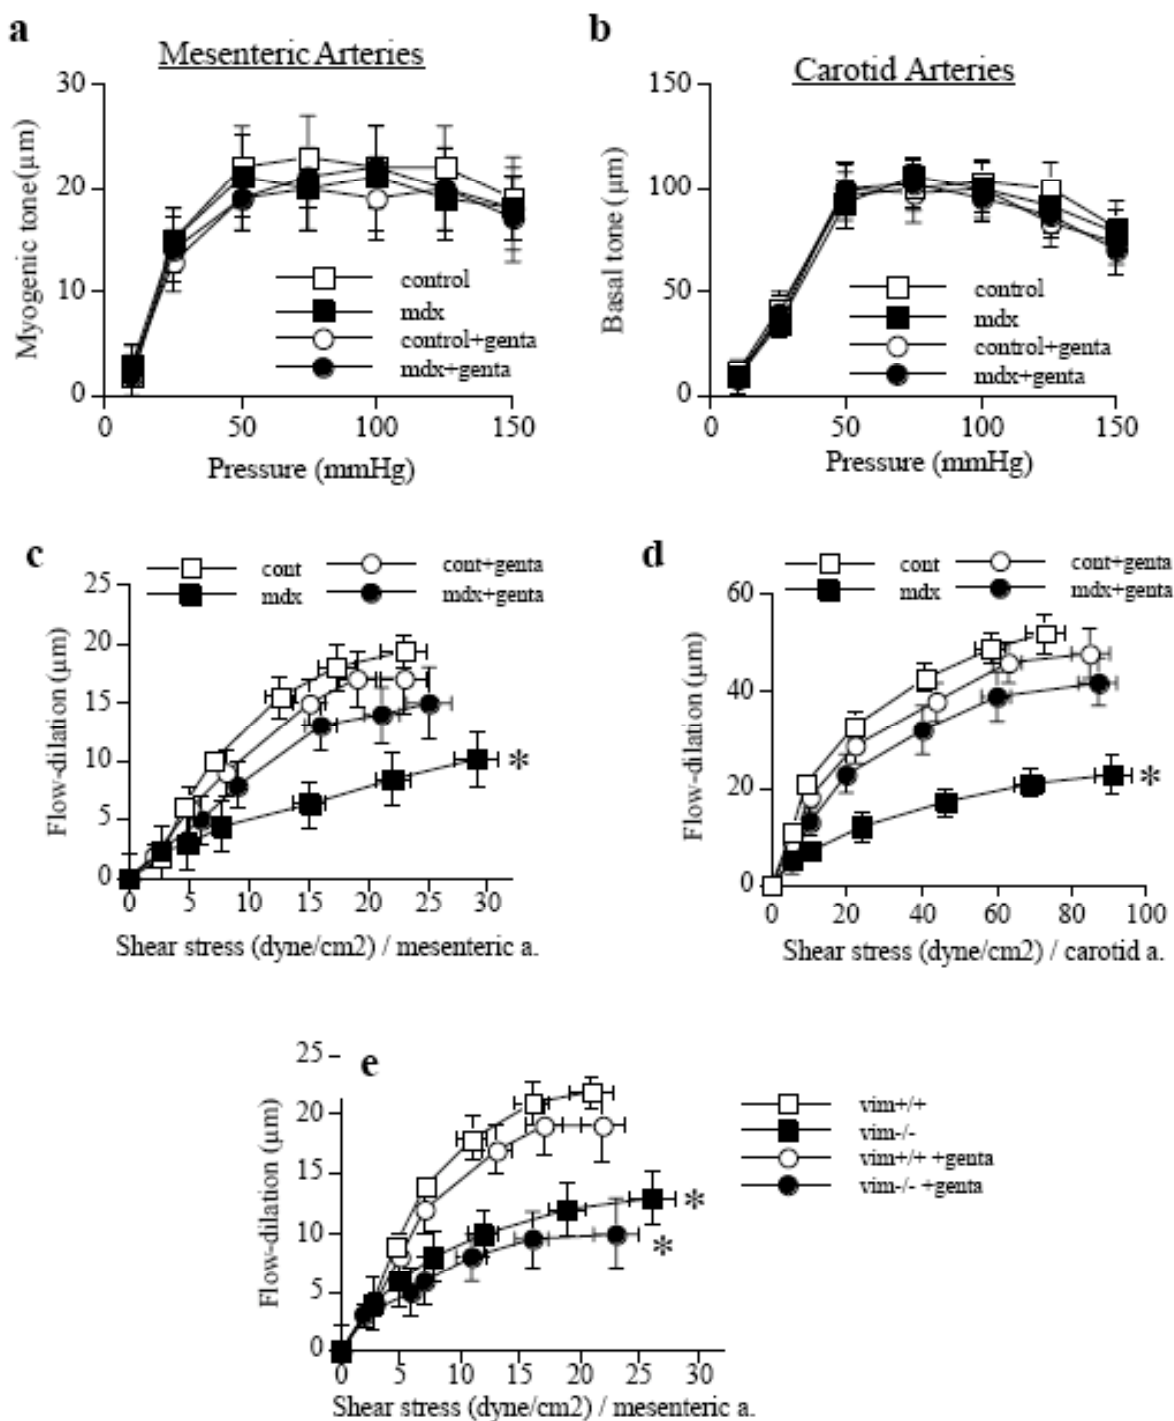 a
Mesenteric Arteries
30
20
10
0
Myogenic tone(µm)
control
mdx
control+genta
mdx+genta
0 50 100 150
Pressure (mmHg)
b
Carotid Arteries
150
100
50
0
Basal tone (µm)
control
mdx
control+genta
mdx+genta
0 50 100 150
Pressure (mmHg)
c
cont cont+genta
mdx mdx+genta
25
20
15
10
5
0
Flow-dilation (µm)
*
0 5 10 15 20 25 30
Shear stress (dyne/cm2) / mesenteric a.
d
cont cont+genta
mdx mdx+genta
60
40
20
0
Flow-dilation (µm)
*
0 20 40 60 80 100
Shear stress (dyne/cm2) / carotid a.
e
25
20
15
10
5
0
Flow-dilation (µm)
*
*
vim+/+
vim-/-
vim+/+ +genta
vim-/- +genta
0 5 10 15 20 25 30
Shear stress (dyne/cm2) / mesenteric a.